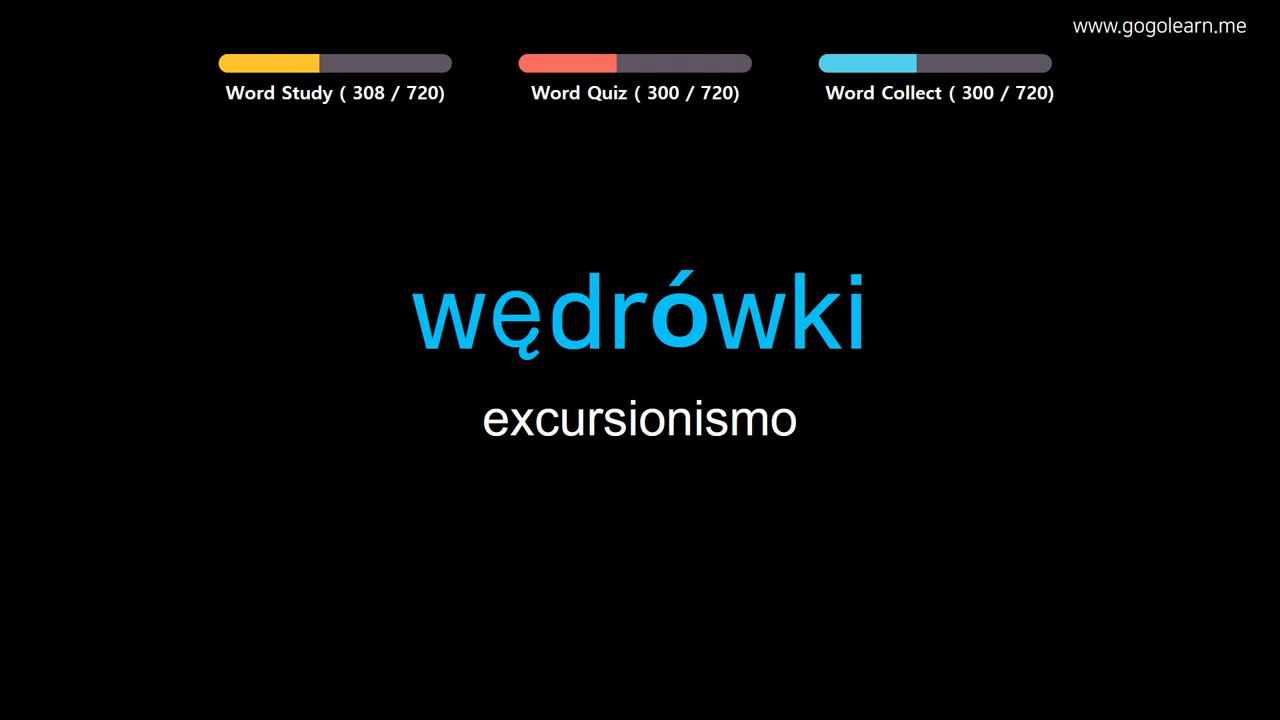 www.gogolearn.me
Word Study ( 308 / 720)
Word Quiz ( 300 / 720)
Word Collect ( 300 / 720)
wędrówki
excursionismo